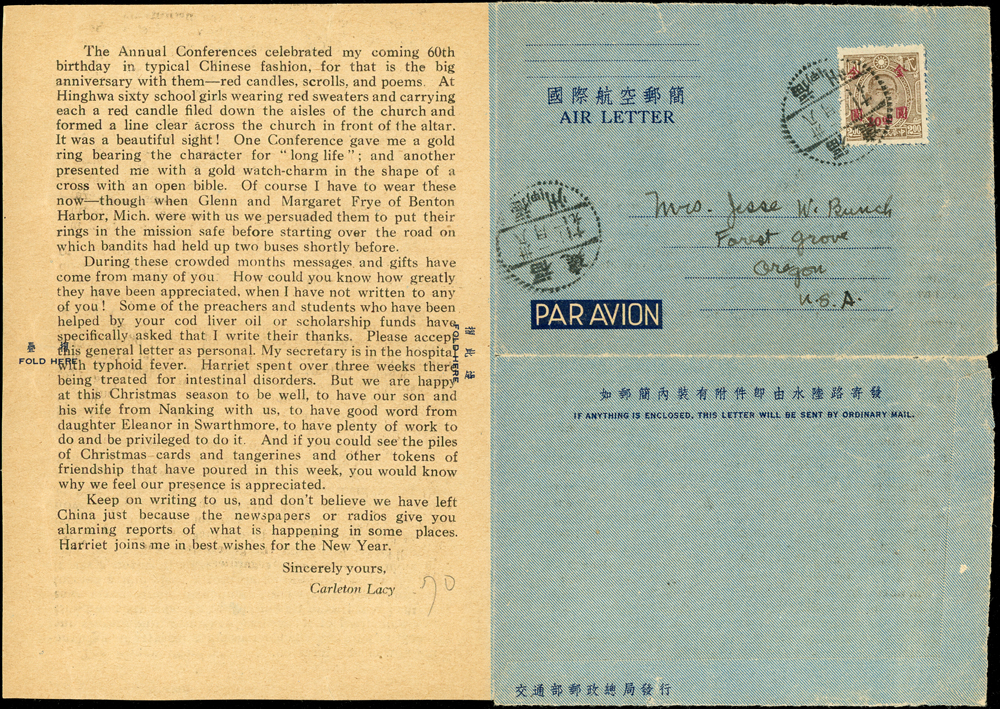 The Annual Conferences celebrated my coming 60th
birthday in typical Chinese fashion, for that is the big
anniversary with them—red candles, scrolls, and poems. At
Hinghwa sixty school girls wearing red sweaters and carrying
each a red candle filed down the aisles of the church and
formed a line clear across the church in front of the altar.
It was a beautiful sight! One Conference gave me a gold
ring bearing the character for "long life"; and another
presented me with a gold watch-charm in the shape of a
cross with an open bible. Of course I have to wear these
now—though when Glenn and Margaret Frye of Benton
Harbor, Mich. were with us we persuaded them to put their
rings in the mission safe before starting over the road on
which bandits had held up two buses shortly before.
During these crowded months messages and gifts have
come from many of you. How could you know how greatly
they have been appreciated, when I have not written to any
of you! Some of the preachers and students who have been
helped by your cod liver oil or scholarship funds have
specifically asked that I write their thanks. Please accept
this general letter as personal. My secretary is in the hospital
with typhoid fever. Harriet spent over three weeks there
being treated for intestinal disorders. But we are happy
at this Christmas season to be well, to have our son and
his wife from Nanking with us, to have good word from
daughter Eleanor in Swarthmore, to have plenty of work to
do and be privileged to do it. And if you could see the piles
of Christmas cards and tangerines and other tokens of
friendship that have poured in this week, you would know
why we feel our presence is appreciated.
Keep on writing to us, and don't believe we have left
China just because the newspapers or radios give you
alarming reports of what is happening in some places.
Harriet joins me in best wishes for the New Year.
Sincerely yours,
Carleton Lacy
70
FOLD HERE
摺此處
FOLD HERE
國際航空郵簡
AIR LETTER
Mrs. Jesse W. Bunch
Forest Grove
Oregon
U.S.A.
PAR AVION
如郵簡內裝有附件卽由水陸路寄發
IF ANYTHING IS ENCLOSED, THIS LETTER WILL BE SENT BY ORDINARY MAIL.
交通部郵政總局發行